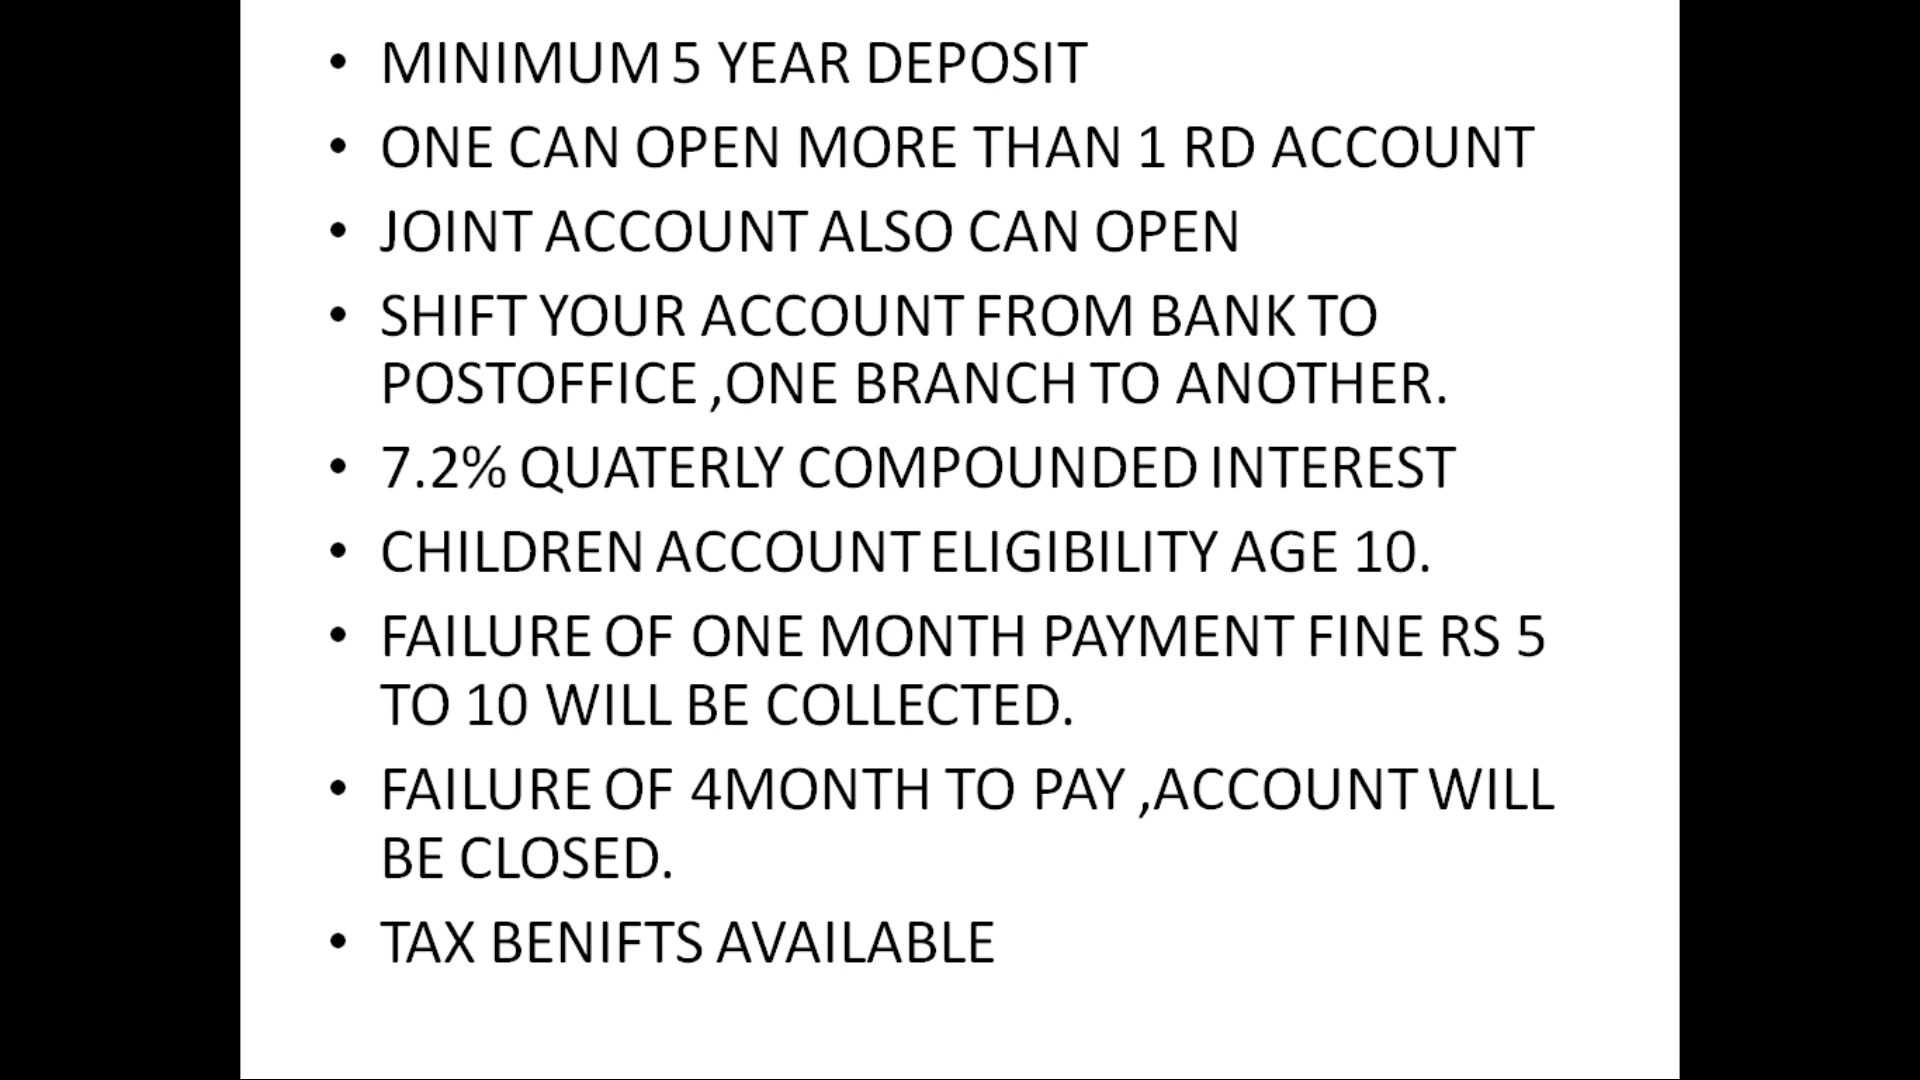 • MINIMUM 5 YEAR DEPOSIT
• ONE CAN OPEN MORE THAN 1 RD ACCOUNT
• JOINT ACCOUNT ALSO CAN OPEN
• SHIFT YOUR ACCOUNT FROM BANK TO
POSTOFFICE ,ONE BRANCH TO ANOTHER.
• 7.2% QUATERLY COMPOUNDED INTEREST
• CHILDREN ACCOUNT ELIGIBILITY AGE 10.
• FAILURE OF ONE MONTH PAYMENT FINE RS 5
TO 10 WILL BE COLLECTED.
• FAILURE OF 4MONTH TO PAY ,ACCOUNT WILL
BE CLOSED.
• TAX BENIFTS AVAILABLE